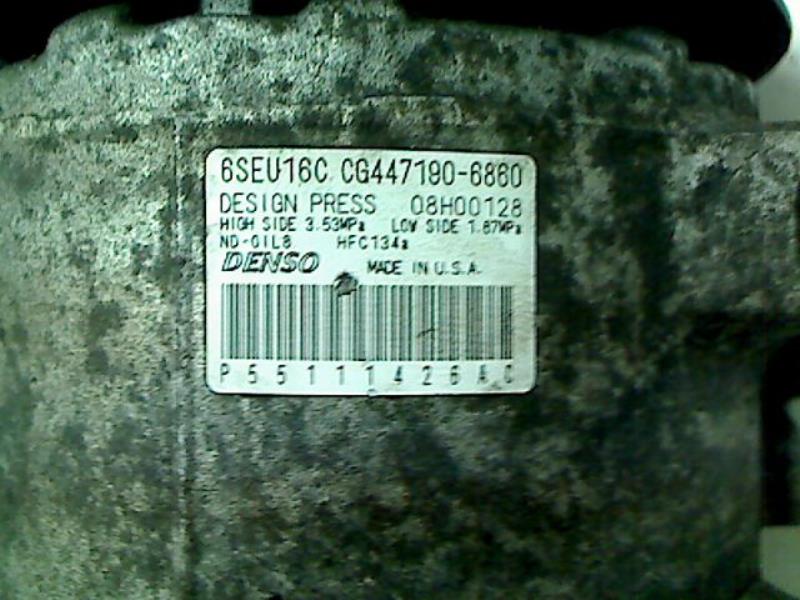 6SEU16C CG447190-6860
DESIGN PRESS 08H00128
HIGH SIDE 3.53MPa LOW SIDE 1.87MPa
ND-OIL8 HFC134a
DENSO MADE IN U.S.A.
P55111426AC